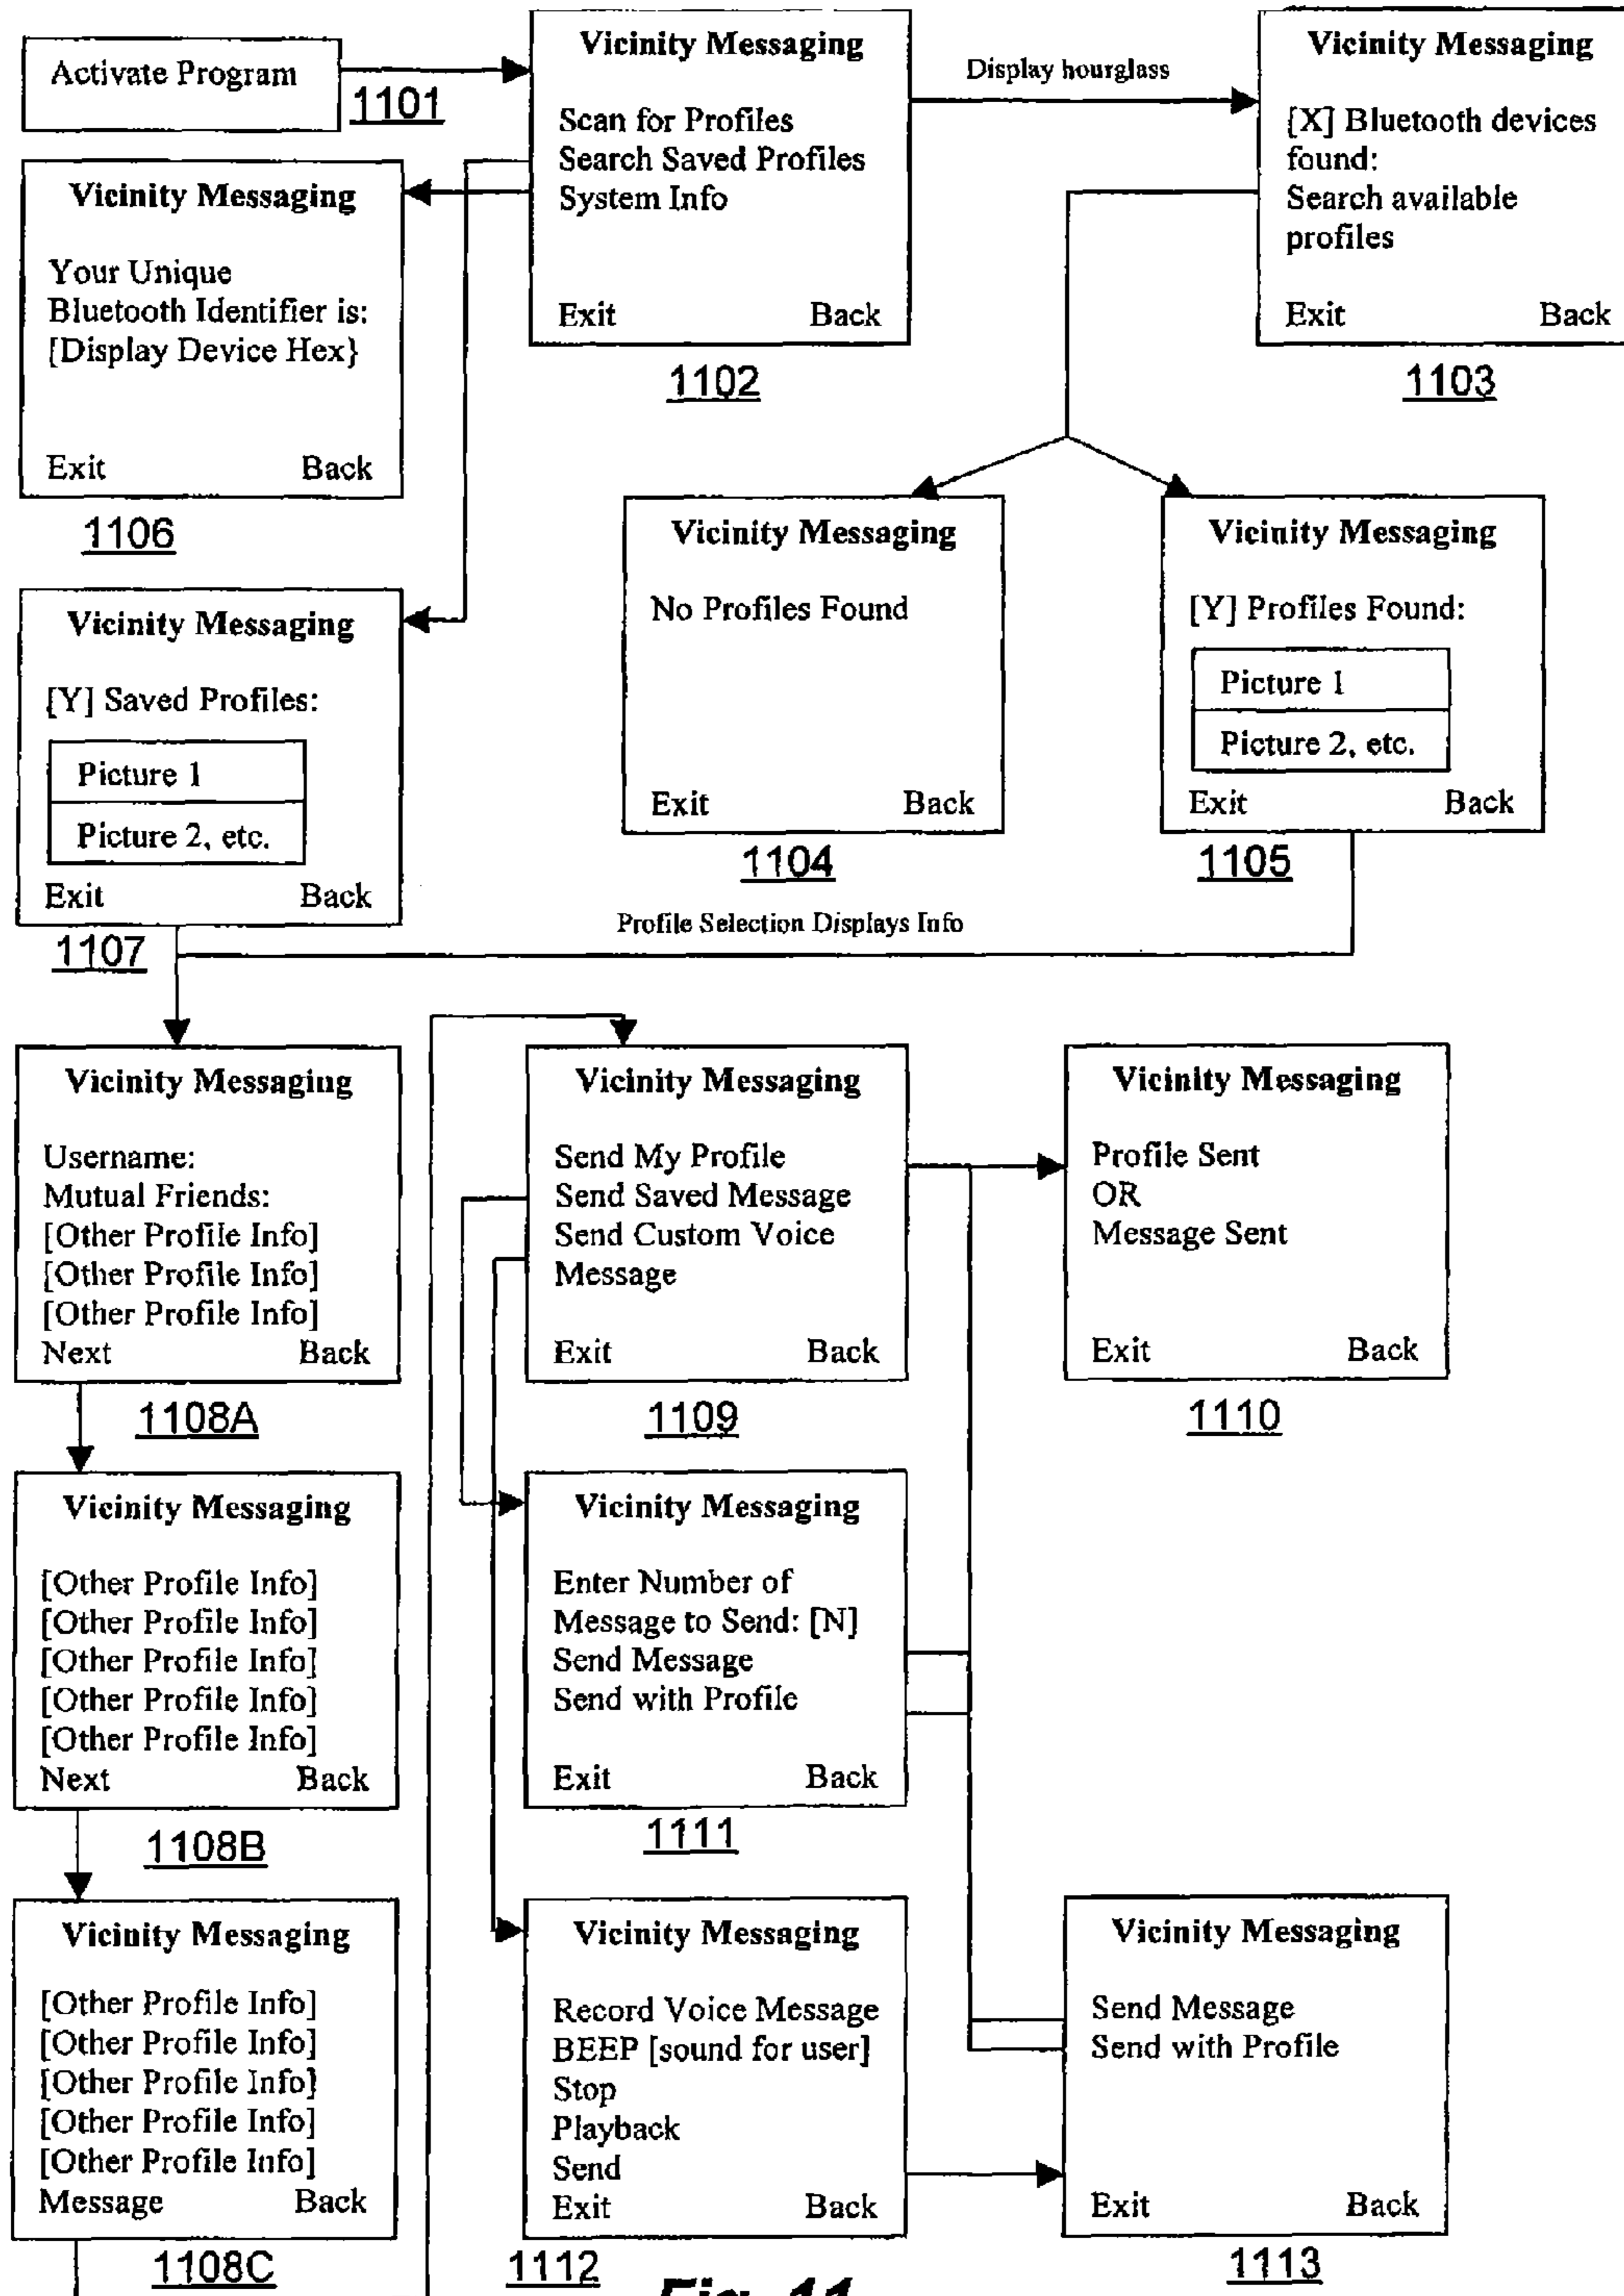 Activate Program
1101
Vicinity Messaging
Scan for Profiles
Search Saved Profiles
System Info
Exit Back
1102
Display hourglass
Vicinity Messaging
[X] Bluetooth devices
found:
Search available
profiles
Exit Back
1103
Vicinity Messaging
Your Unique
Bluetooth Identifier is:
[Display Device Hex}
Exit Back
1106
Vicinity Messaging
No Profiles Found
Exit Back
1104
Vicinity Messaging
[Y] Profiles Found:
Picture 1
Picture 2, etc.
Exit Back
1105
Vicinity Messaging
[Y] Saved Profiles:
Picture 1
Picture 2, etc.
Exit Back
1107
Profile Selection Displays Info
Vicinity Messaging
Username:
Mutual Friends:
[Other Profile Info]
[Other Profile Info]
[Other Profile Info]
Next Back
1108A
Vicinity Messaging
Send My Profile
Send Saved Message
Send Custom Voice
Message
Exit Back
1109
Vicinity Messaging
Profile Sent
OR
Message Sent
Exit Back
1110
Vicinity Messaging
[Other Profile Info]
[Other Profile Info]
[Other Profile Info]
[Other Profile Info]
[Other Profile Info]
Next Back
1108B
Vicinity Messaging
Enter Number of
Message to Send: [N]
Send Message
Send with Profile
Exit Back
1111
Vicinity Messaging
[Other Profile Info]
[Other Profile Info]
[Other Profile Info]
[Other Profile Info]
[Other Profile Info]
Message Back
1108C
Vicinity Messaging
Record Voice Message
BEEP [sound for user]
Stop
Playback
Send
Exit Back
1112
Vicinity Messaging
Send Message
Send with Profile
Exit Back
1113
Fig. 11